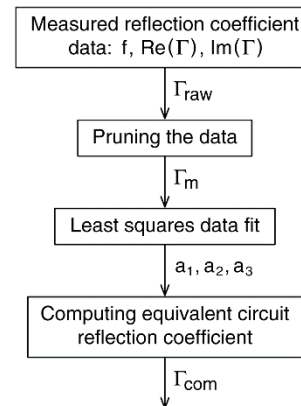 Measured reflection coefficient
data: f, Re(Γ), Im(Γ)
Γraw
Pruning the data
Γm
Least squares data fit
a1, a2, a3
Computing equivalent circuit
reflection coefficient
Γcom